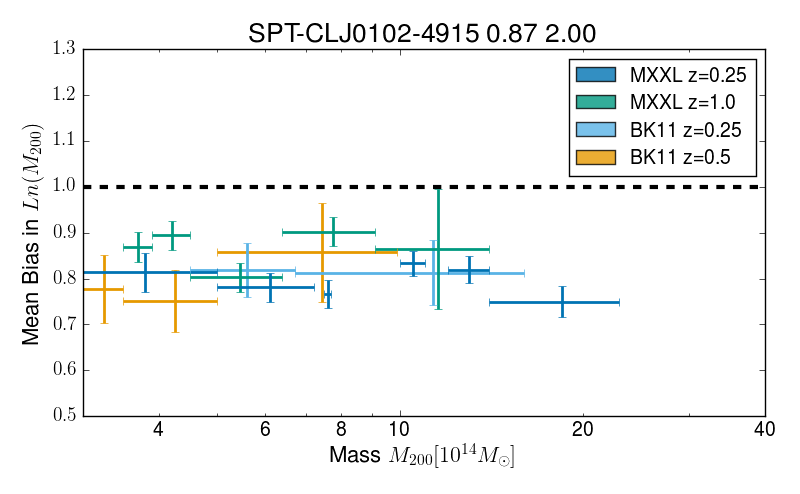 SPT-CLJ0102-4915 0.87 2.00
1.3
1.2
1.1
1.0
0.9
0.8
0.7
0.6
0.5
Mean Bias in Ln(M200)
MXXL z=0.25
MXXL z=1.0
BK11 z=0.25
BK11 z=0.5
4 6 8 10 20 40
Mass M200[10^14 M⊙]